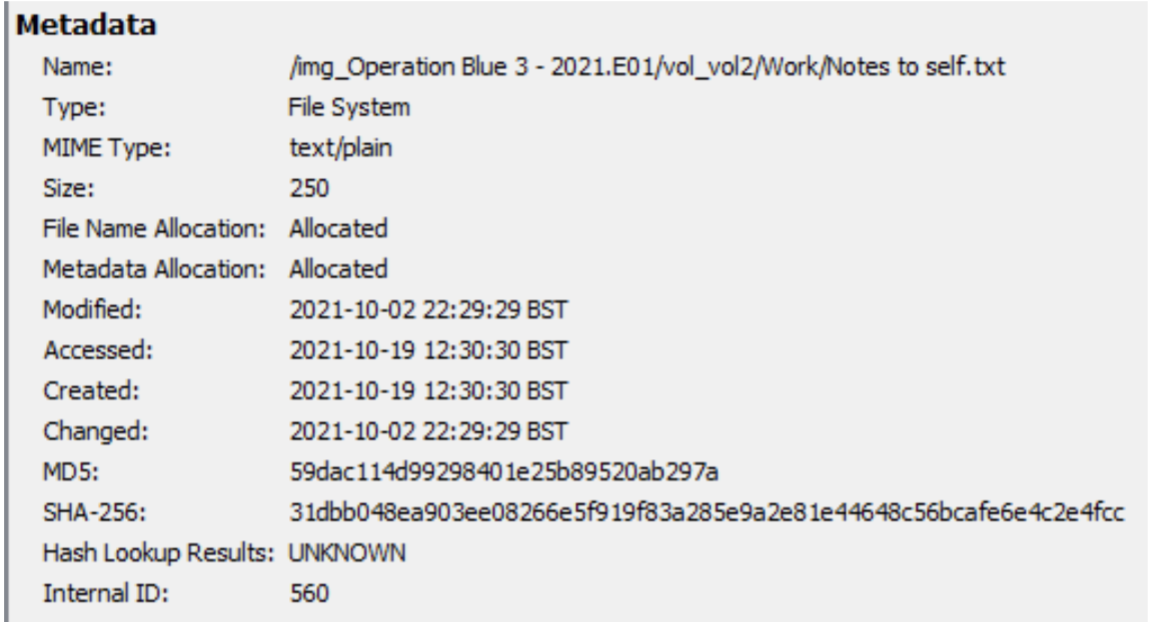 Metadata
Name: /img_Operation Blue 3 - 2021.E01/vol_vol2/Work/Notes to self.txt
Type: File System
MIME Type: text/plain
Size: 250
File Name Allocation: Allocated
Metadata Allocation: Allocated
Modified: 2021-10-02 22:29:29 BST
Accessed: 2021-10-19 12:30:30 BST
Created: 2021-10-19 12:30:30 BST
Changed: 2021-10-02 22:29:29 BST
MD5: 59dac114d99298401e25b89520ab297a
SHA-256: 31dbb048ea903ee08266e5f919f83a285e9a2e81e44648c56bcafe6e4c2e4fcc
Hash Lookup Results: UNKNOWN
Internal ID: 560